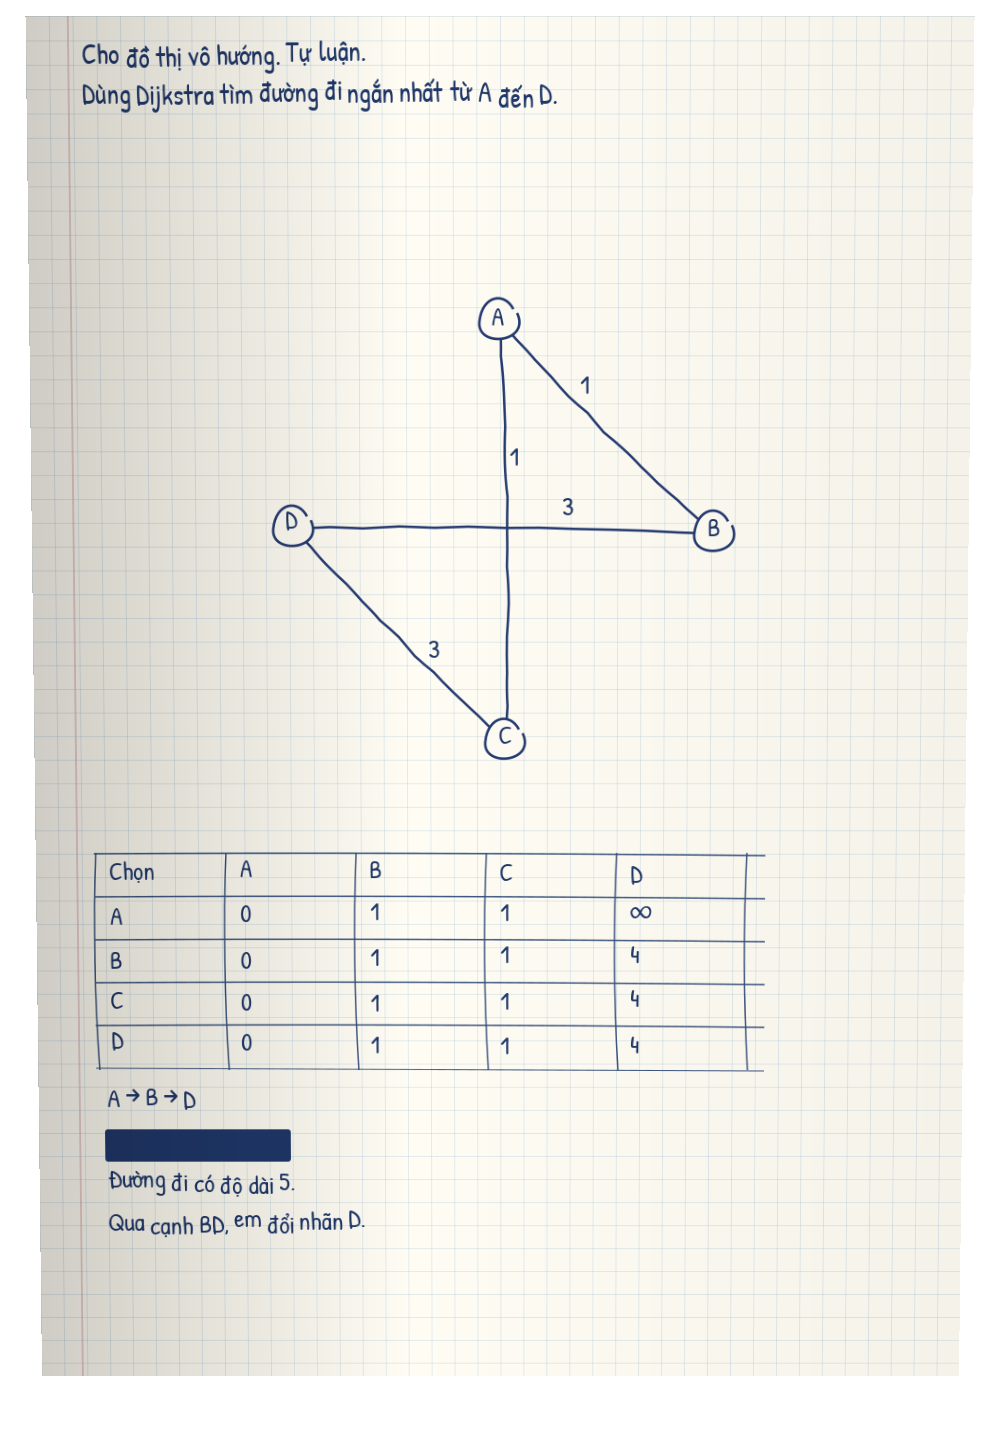 Cho đồ thị vô hướng. Tự luận.
Dùng Dijkstra tìm đường đi ngắn nhất từ A đến D.
A
1
1
3
D
B
3
C
Chọn A B C D
A 0 1 1 ∞
B 0 1 1 4
C 0 1 1 4
D 0 1 1 4
A → B → D
Đường đi có độ dài 5.
Qua cạnh BD, em đổi nhãn D.